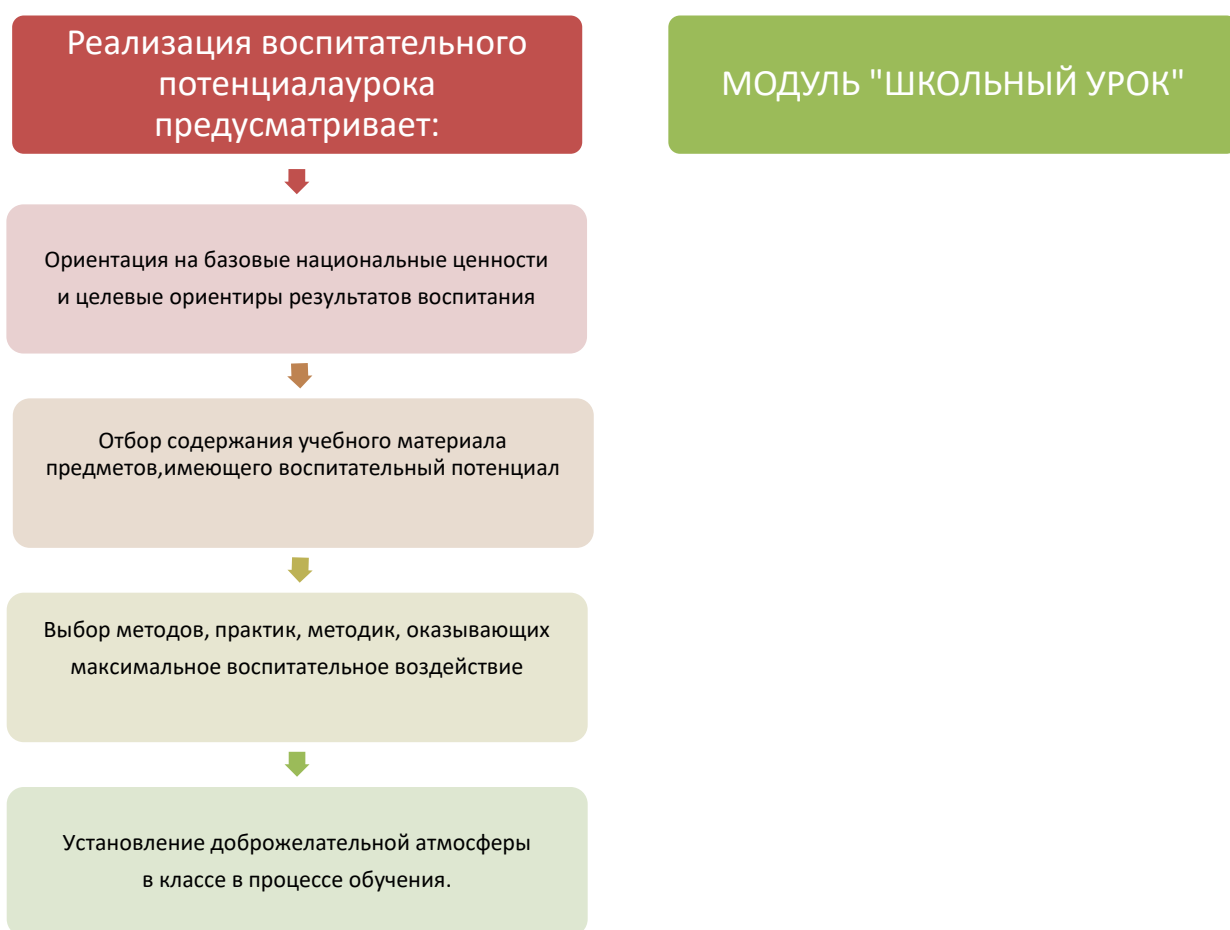 Реализация воспитательного
потенциалаурока
предусматривает:
МОДУЛЬ "ШКОЛЬНЫЙ УРОК"
Ориентация на базовые национальные ценности
и целевые ориентиры результатов воспитания
Отбор содержания учебного материала
предметов,имеющего воспитательный потенциал
Выбор методов, практик, методик, оказывающих
максимальное воспитательное воздействие
Установление доброжелательной атмосферы
в классе в процессе обучения.